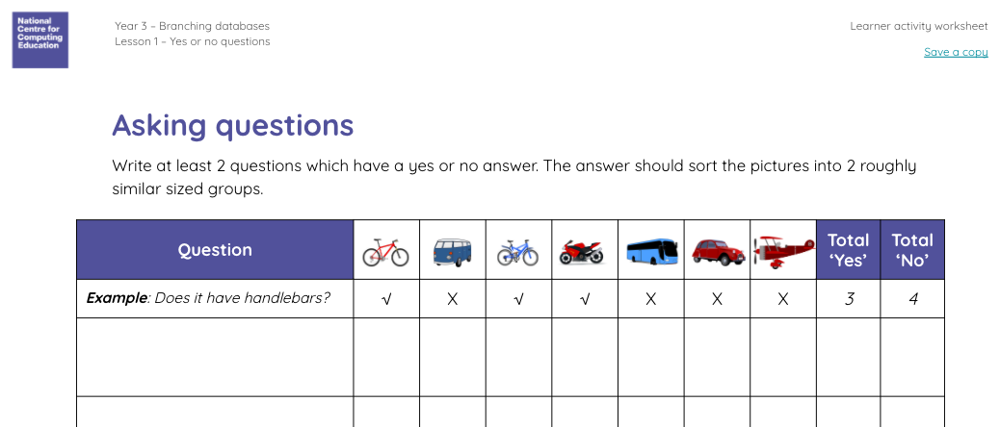 National
Centre for
Computing
Education
Year 3 – Branching databases
Lesson 1 – Yes or no questions
Learner activity worksheet
Save a copy
Asking questions
Write at least 2 questions which have a yes or no answer. The answer should sort the pictures into 2 roughly
similar sized groups.
Question
Total
‘Yes’
Total
‘No’
Example: Does it have handlebars? √ X √ √ X X X 3 4